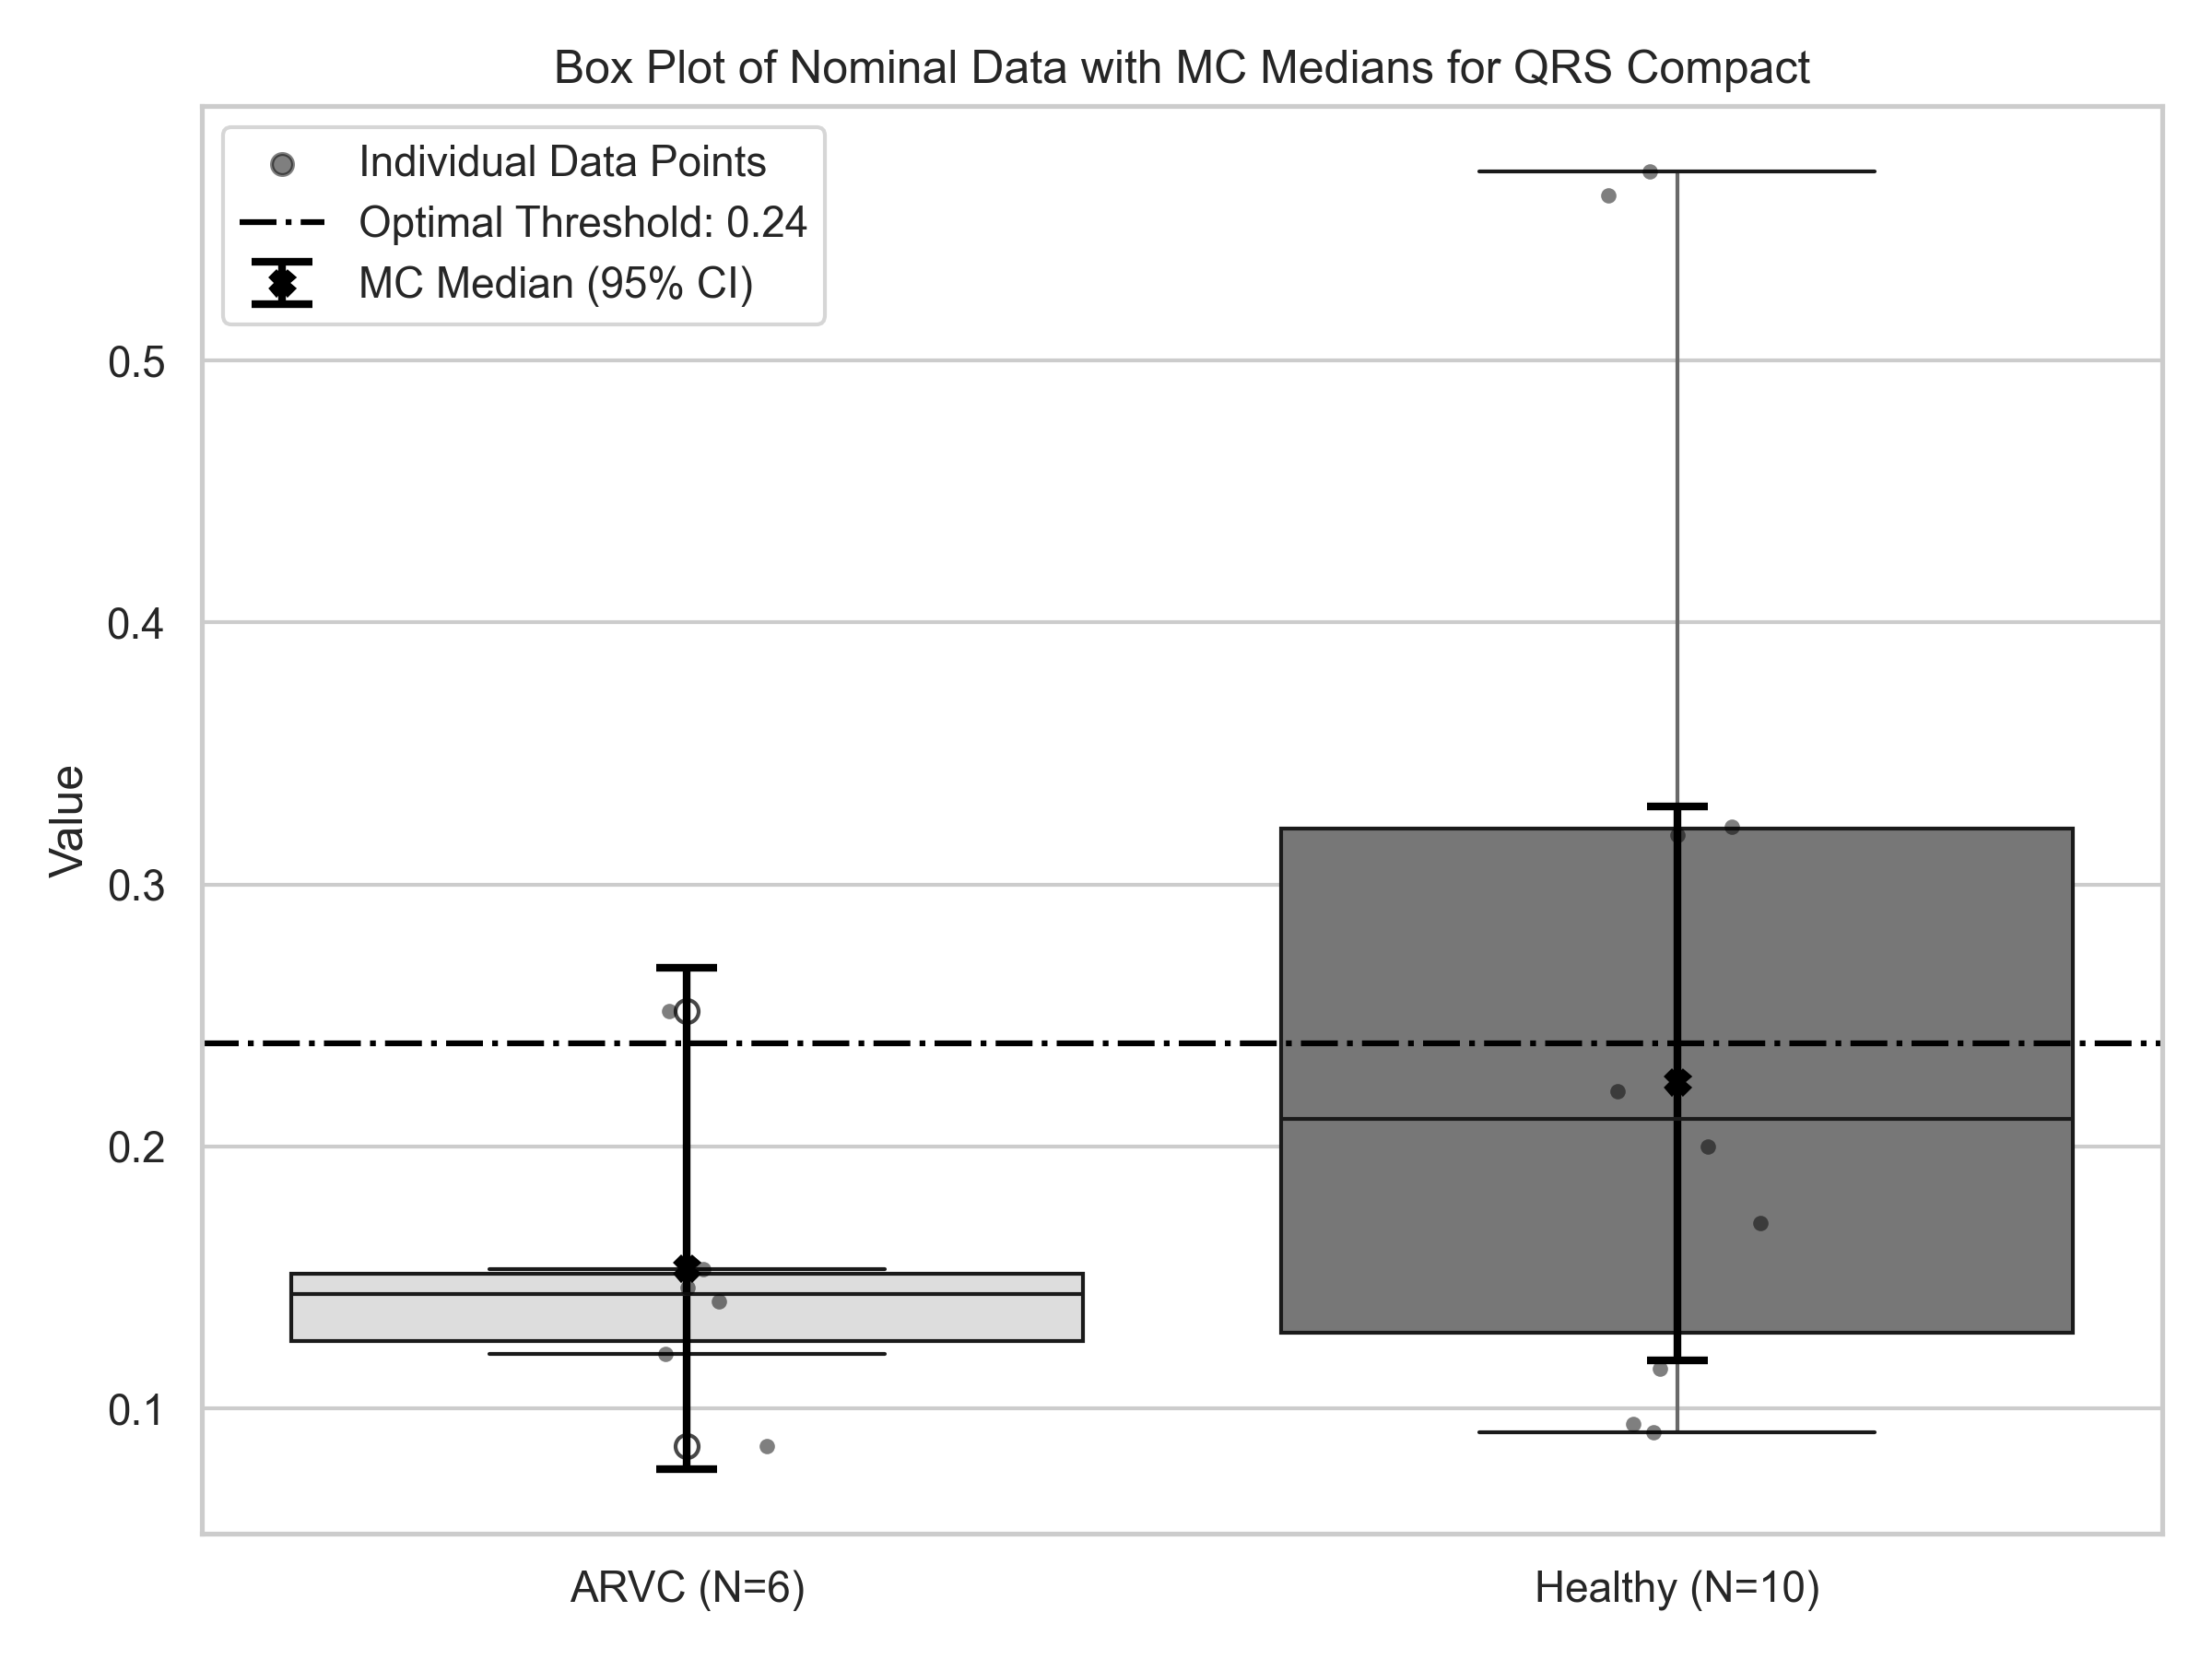 Box Plot of Nominal Data with MC Medians for QRS Compact
Individual Data Points
Optimal Threshold: 0.24
MC Median (95% CI)
0.5
0.4
0.3
0.2
0.1
Value
ARVC (N=6)
Healthy (N=10)